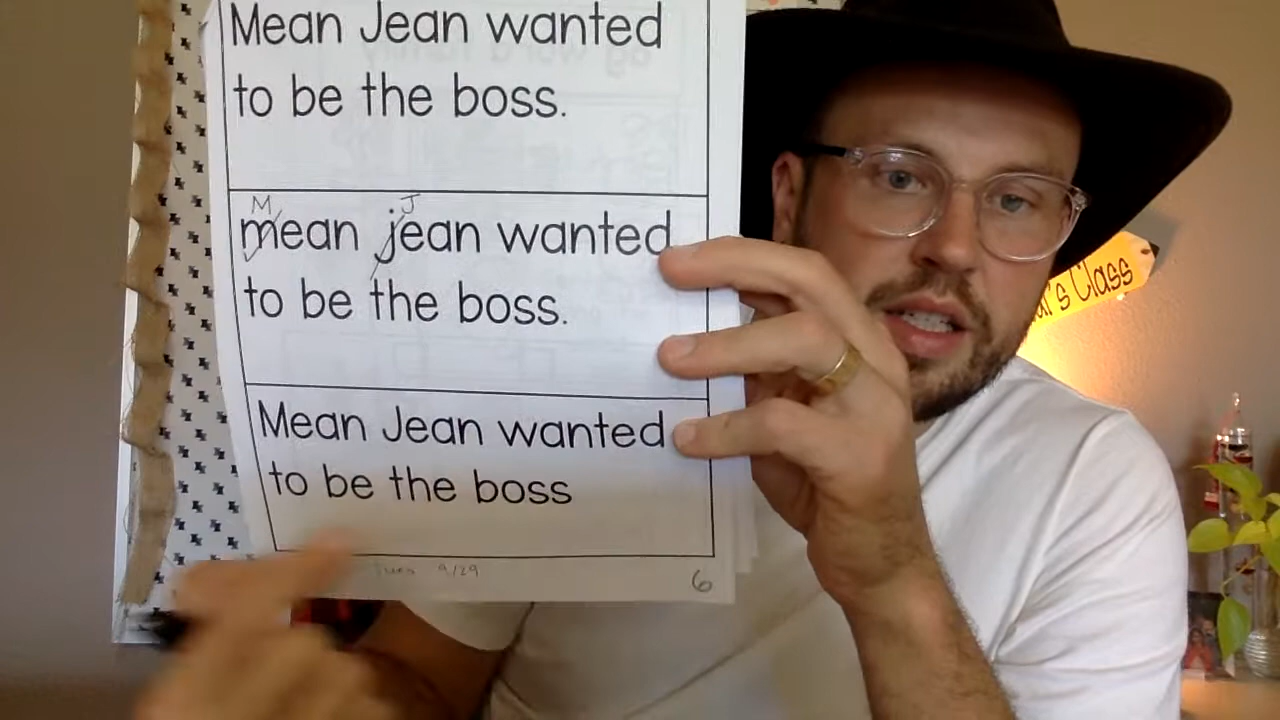 Mean Jean wanted
to be the boss.
M J
mean jean wanted
to be the boss.
Mean Jean wanted
to be the boss
Tues 9/29
6
's Class